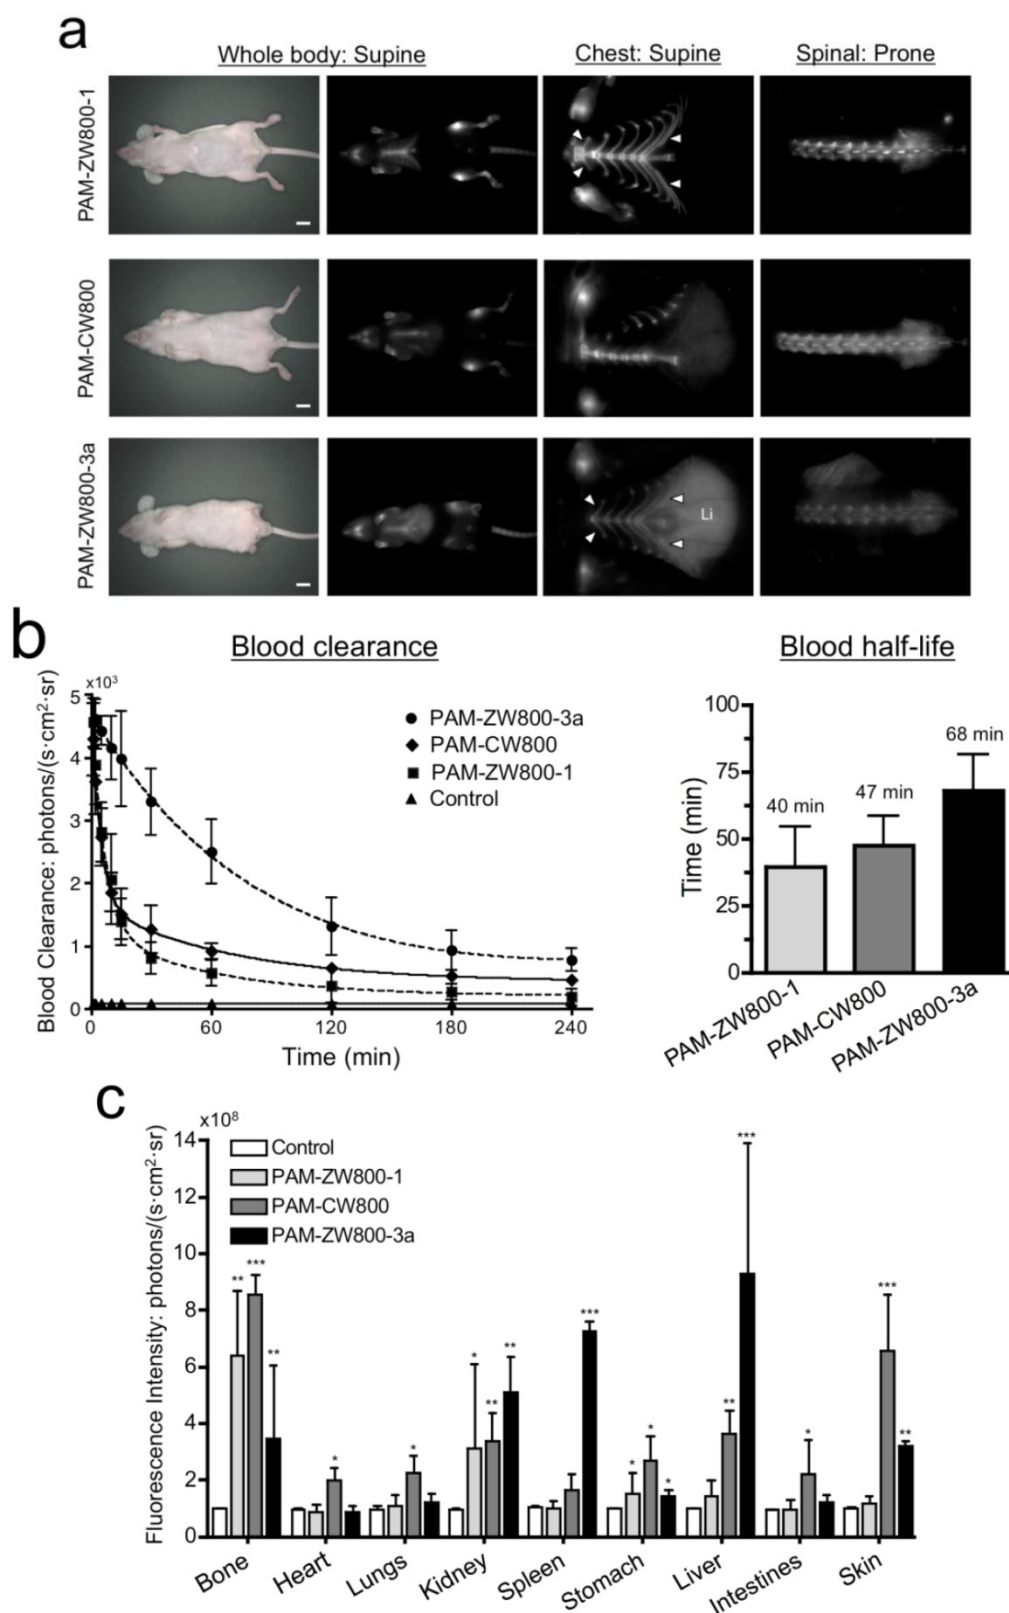 a
Whole body: Supine
Chest: Supine
Spinal: Prone
PAM-ZW800-1
PAM-CW800
PAM-ZW800-3a
Li
b
Blood clearance
Blood half-life
x10³
Blood Clearance: photons/(s·cm²·sr)
5
4
3
2
1
0
0
60
120
180
240
Time (min)
PAM-ZW800-3a
PAM-CW800
PAM-ZW800-1
Control
Time (min)
100
75
50
25
0
40 min
47 min
68 min
PAM-ZW800-1
PAM-CW800
PAM-ZW800-3a
c
x10⁸
Fluorescence Intensity: photons/(s·cm²·sr)
14
12
10
8
6
4
2
0
Control
PAM-ZW800-1
PAM-CW800
PAM-ZW800-3a
** *** **
*
*
* ** **
***
* * *
** ***
*
*** **
Bone
Heart
Lungs
Kidney
Spleen
Stomach
Liver
Intestines
Skin